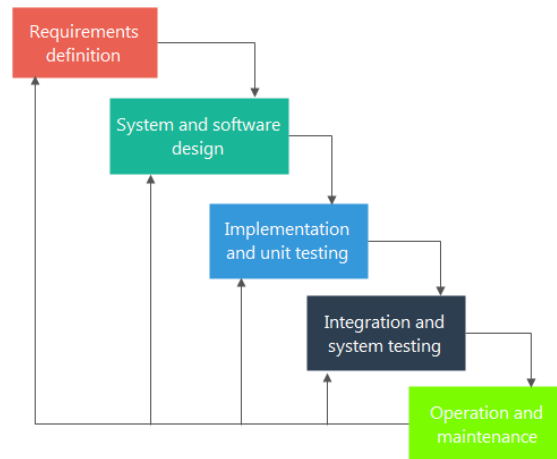 Requirements
definition
System and software
design
Implementation
and unit testing
Integration and
system testing
Operation and
maintenance